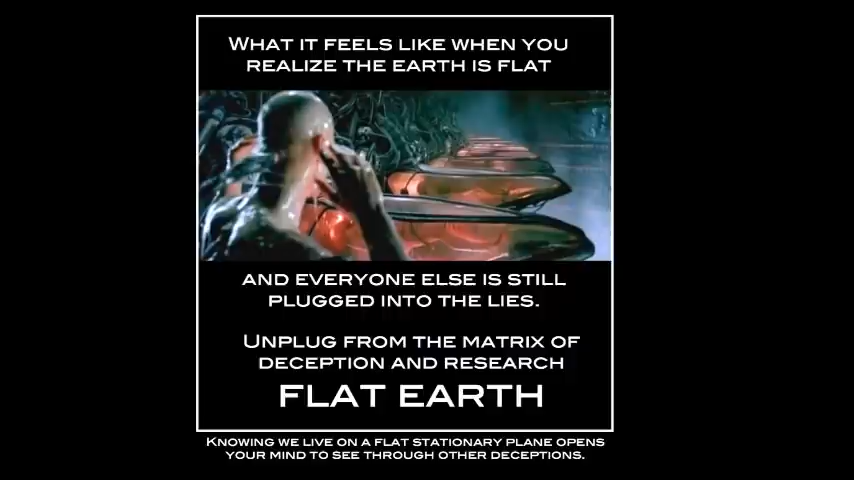 What it feels like when you
realize the earth is flat
and everyone else is still
plugged into the lies.
Unplug from the matrix of
deception and research
FLAT EARTH
Knowing we live on a flat stationary plane opens
your mind to see through other deceptions.